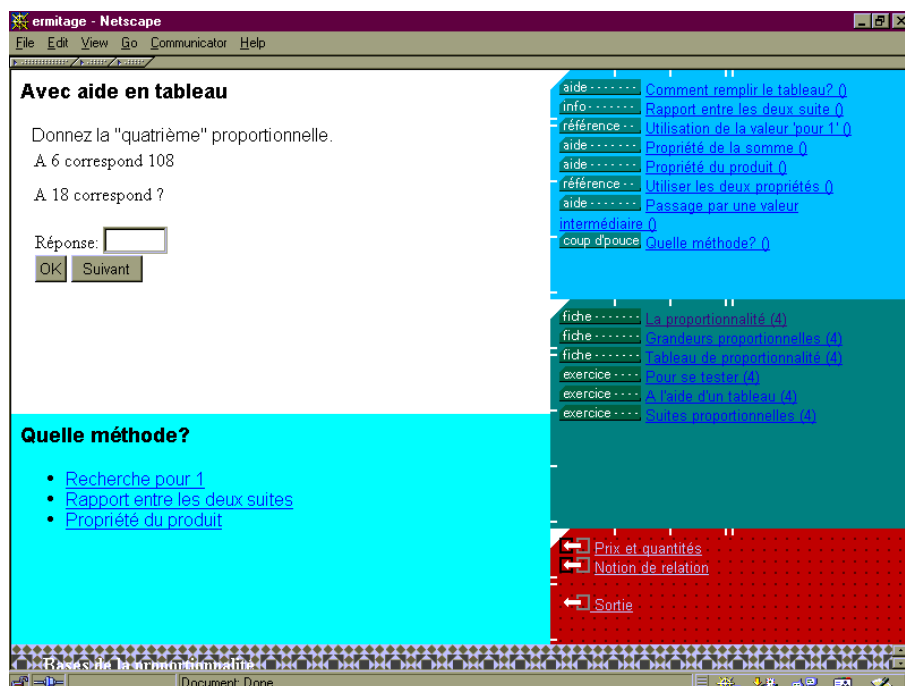 ermitage - Netscape
File Edit View Go Communicator Help
Avec aide en tableau
Donnez la "quatrième" proportionnelle.
A 6 correspond 108
A 18 correspond ?
Réponse:
OK Suivant
Quelle méthode?
Recherche pour 1
Rapport entre les deux suites
Propriété du produit
aide Comment remplir le tableau? ()
info Rapport entre les deux suite ()
référence Utilisation de la valeur 'pour 1' ()
aide Propriété de la somme ()
aide Propriété du produit ()
référence Utiliser les deux propriétés ()
aide Passage par une valeur
intermédiaire ()
coup d'pouce Quelle méthode? ()
fiche La proportionnalité (4)
fiche Grandeurs proportionnelles (4)
fiche Tableau de proportionnalité (4)
exercice Pour se tester (4)
exercice A l'aide d'un tableau (4)
exercice Suites proportionnelles (4)
Prix et quantités
Notion de relation
Sortie
Bases de la proportionnalite
Document: Done